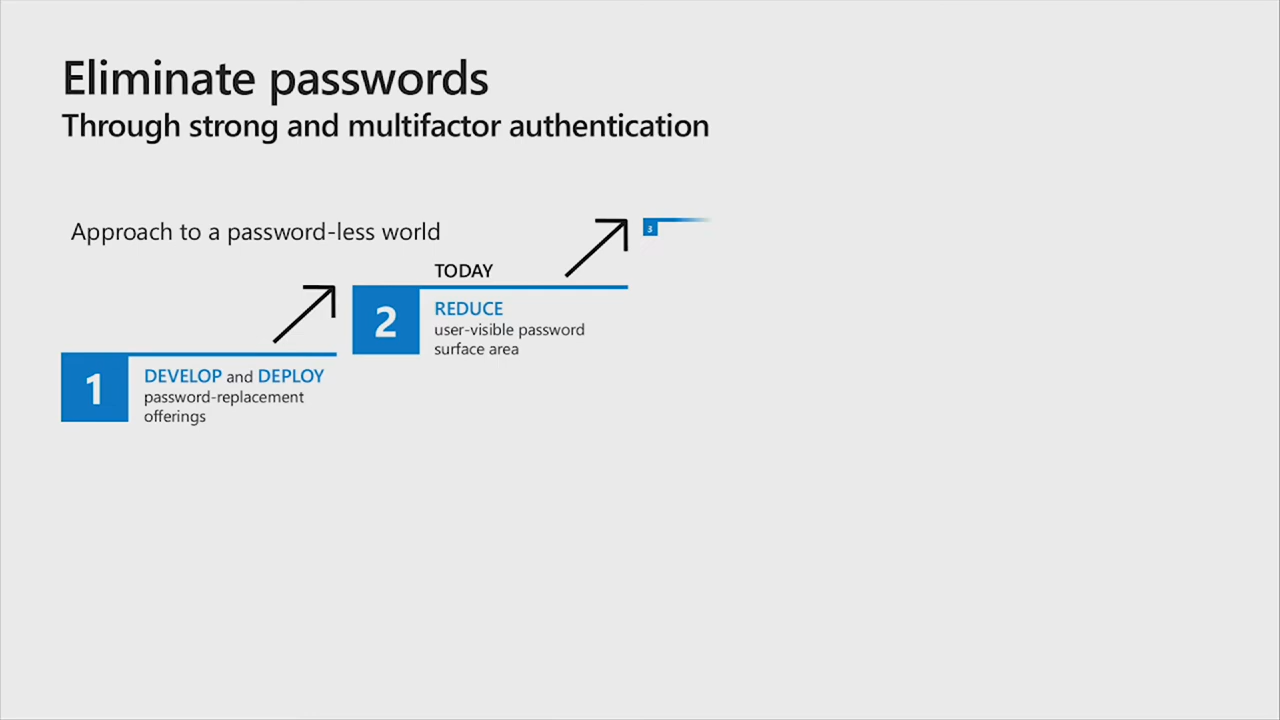 Eliminate passwords
Through strong and multifactor authentication
Approach to a password-less world
1
DEVELOP and DEPLOY
password-replacement
offerings
TODAY
2
REDUCE
user-visible password
surface area
3